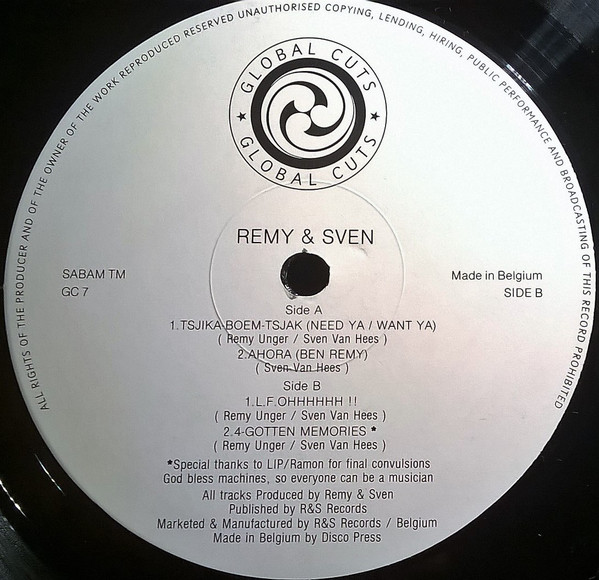 ALL RIGHTS OF THE PRODUCER AND OF THE OWNER OF THE WORK REPRODUCED RESERVED UNAUTHORISED COPYING, LENDING, HIRING, PUBLIC PERFORMANCE AND BROADCASTING OF THIS RECORD PROHIBITED
GLOBAL CUTS
★ ★
GLOBAL CUTS
REMY & SVEN
SABAM TM
GC 7
Made in Belgium
SIDE B
Side A
1.TSJIKA-BOEM-TSJAK (NEED YA / WANT YA)
( Remy Unger / Sven Van Hees )
2.AHORA (BEN REMY)
( Sven Van Hees )
Side B
1.L.F.OHHHHHH !!
( Remy Unger / Sven Van Hees )
2.4-GOTTEN MEMORIES *
( Remy Unger / Sven Van Hees )
*Special thanks to LIP/Ramon for final convulsions
God bless machines, so everyone can be a musician
All tracks Produced by Remy & Sven
Published by R&S Records
Marketed & Manufactured by R&S Records / Belgium
Made in Belgium by Disco Press